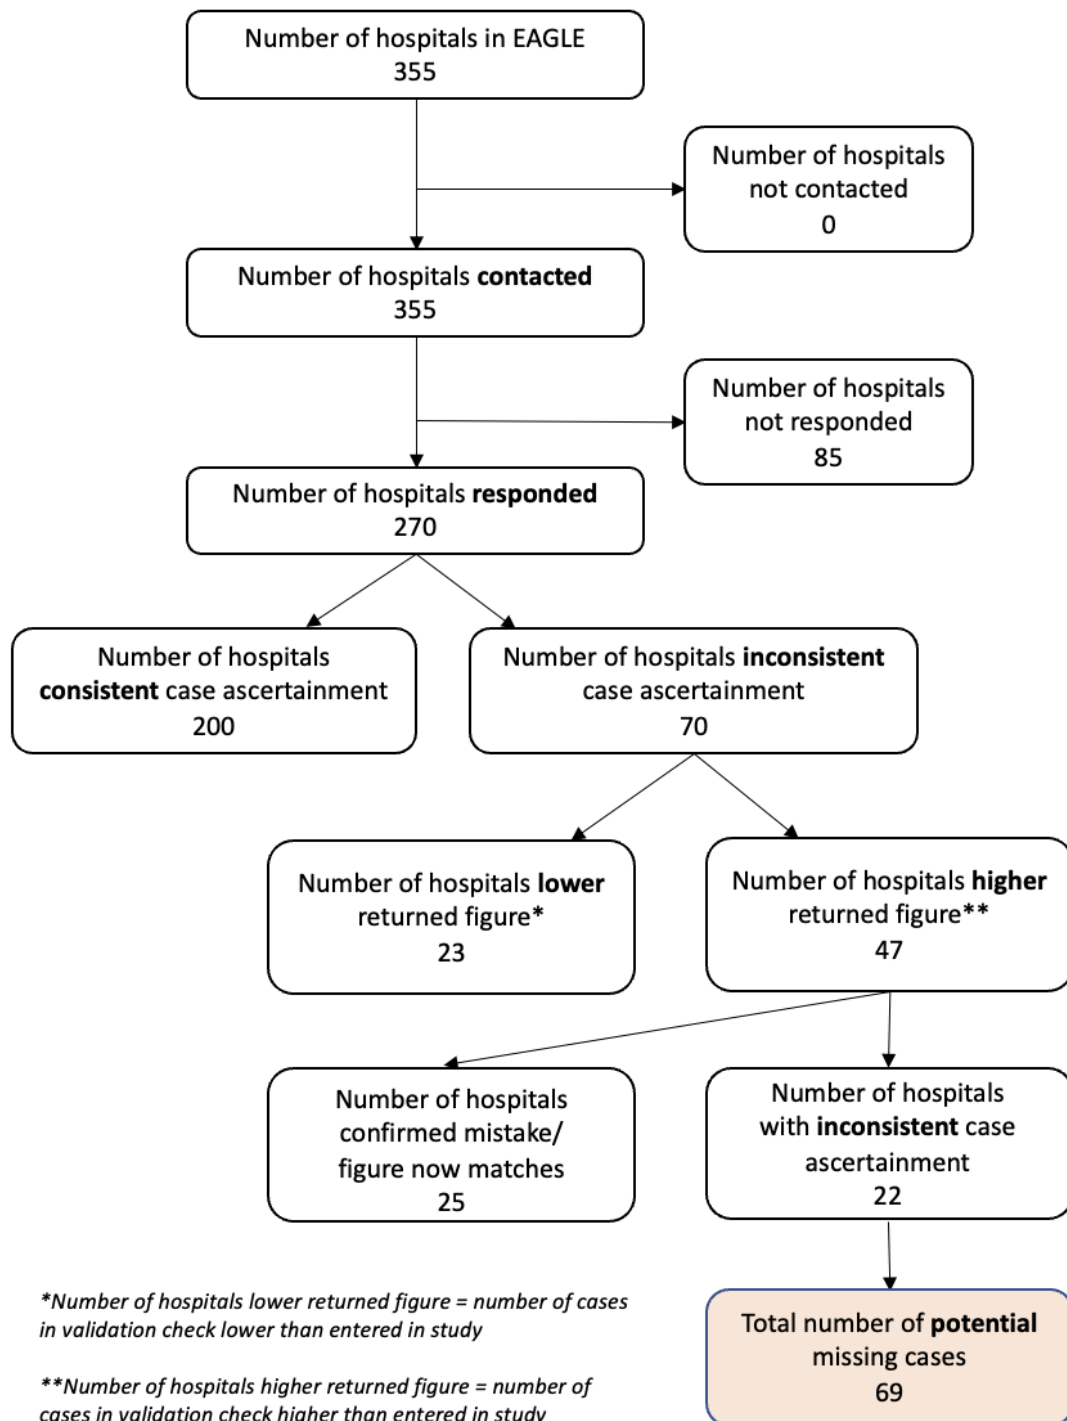 Number of hospitals in EAGLE
355
Number of hospitals
not contacted
0
Number of hospitals contacted
355
Number of hospitals
not responded
85
Number of hospitals responded
270
Number of hospitals
consistent case ascertainment
200
Number of hospitals inconsistent
case ascertainment
70
Number of hospitals lower
returned figure*
23
Number of hospitals higher
returned figure**
47
Number of hospitals
confirmed mistake/
figure now matches
25
Number of hospitals
with inconsistent case
ascertainment
22
*Number of hospitals lower returned figure = number of cases
in validation check lower than entered in study
**Number of hospitals higher returned figure = number of
cases in validation check higher than entered in study
Total number of potential
missing cases
69